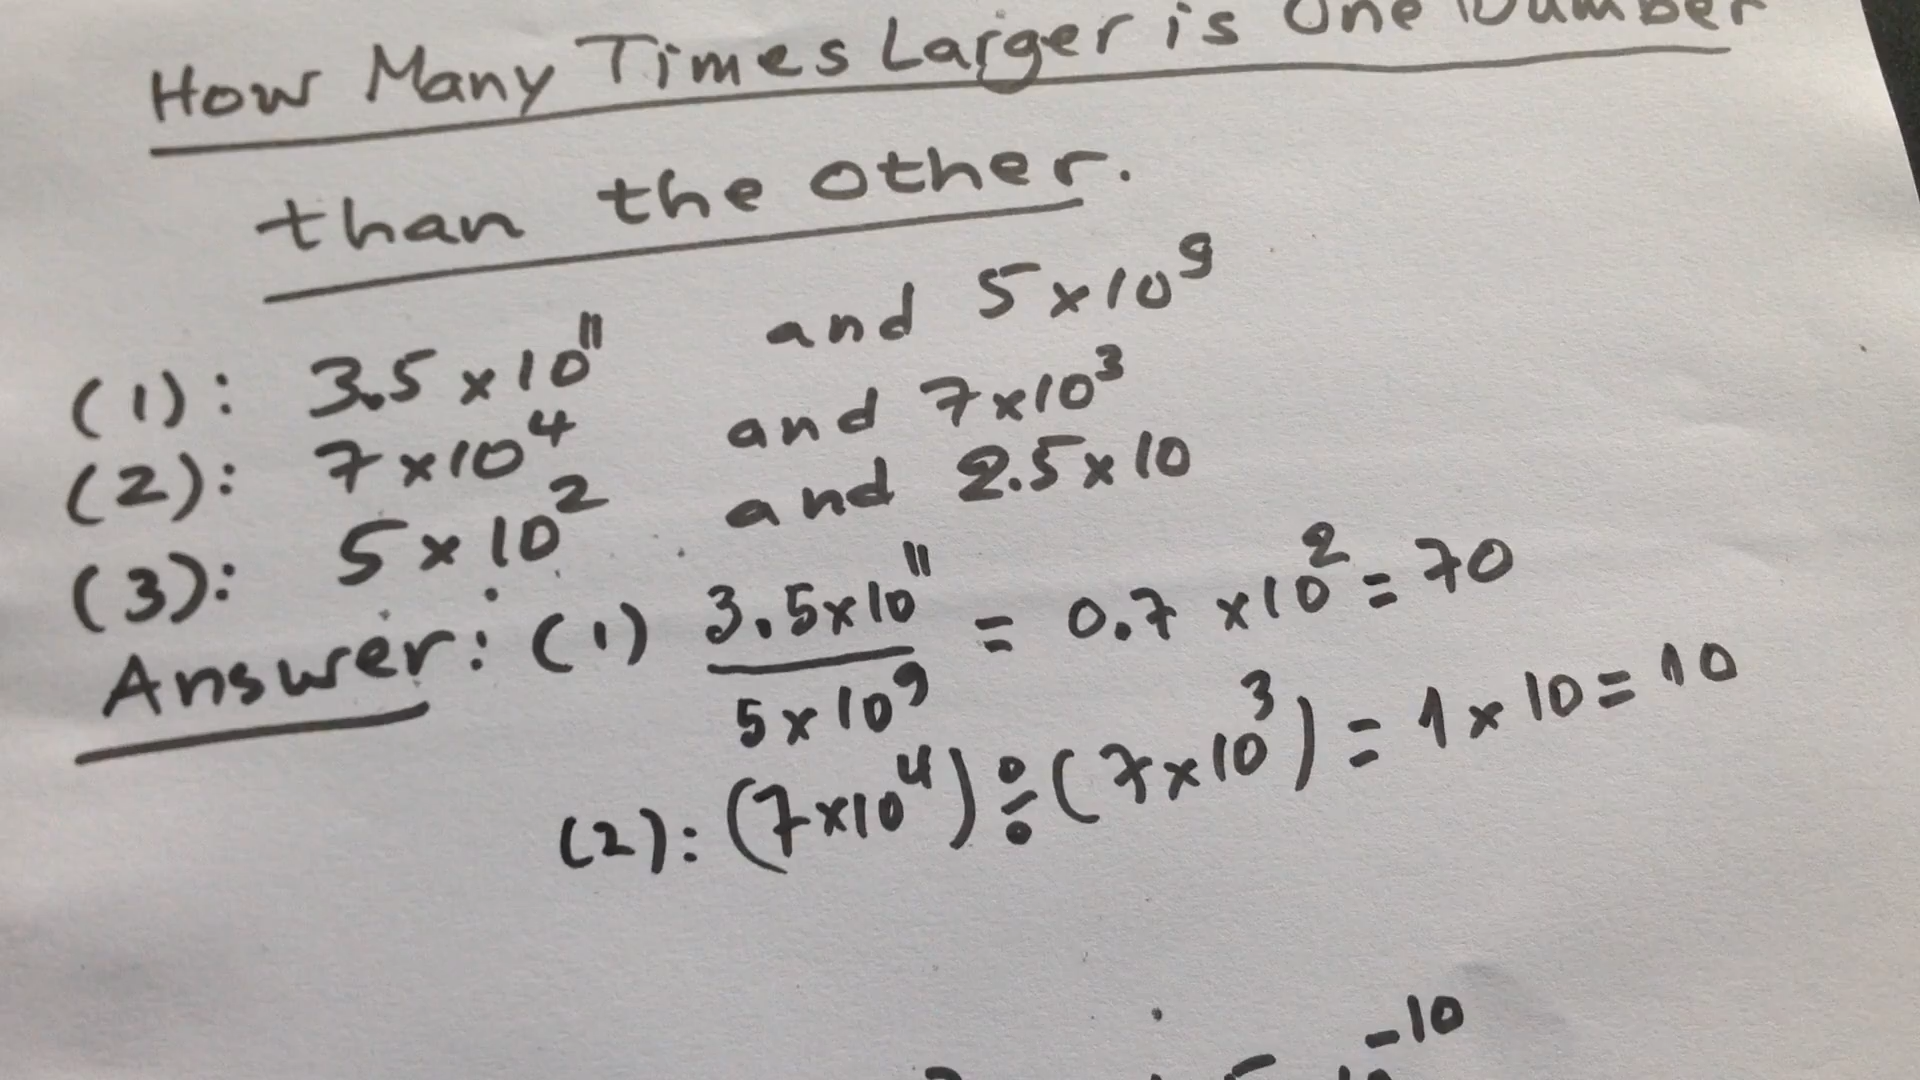 How Many Times Larger is One Number
than the other.
(1): 3.5 × 10¹¹ and 5 × 10⁹
(2): 7 × 10⁴ and 7 × 10³
(3): 5 × 10² and 2.5 × 10
Answer: (1) 3.5 × 10¹¹ / 5 × 10⁹ = 0.7 × 10² = 70
(2): (7 × 10⁴) ÷ (7 × 10³) = 1 × 10 = 10
-10